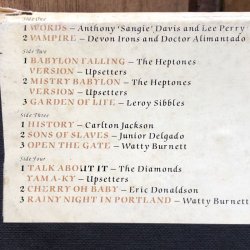 Side One
1 WORDS – Anthony 'Sangie' Davis and Lee Perry
2 VAMPIRE – Devon Irons and Doctor Alimantado
Side Two
1 BABYLON FALLING – The Heptones
VERSION – Upsetters
2 MISTRY BABYLON – The Heptones
VERSION – Upsetters
3 GARDEN OF LIFE – Leroy Sibbles
Side Three
1 HISTORY – Carlton Jackson
2 SONS OF SLAVES – Junior Delgado
3 OPEN THE GATE – Watty Burnett
Side Four
1 TALK ABOUT IT – The Diamonds
YAMA-KY – Upsetters
2 CHERRY OH BABY – Eric Donaldson
3 RAINY NIGHT IN PORTLAND – Watty Burnett